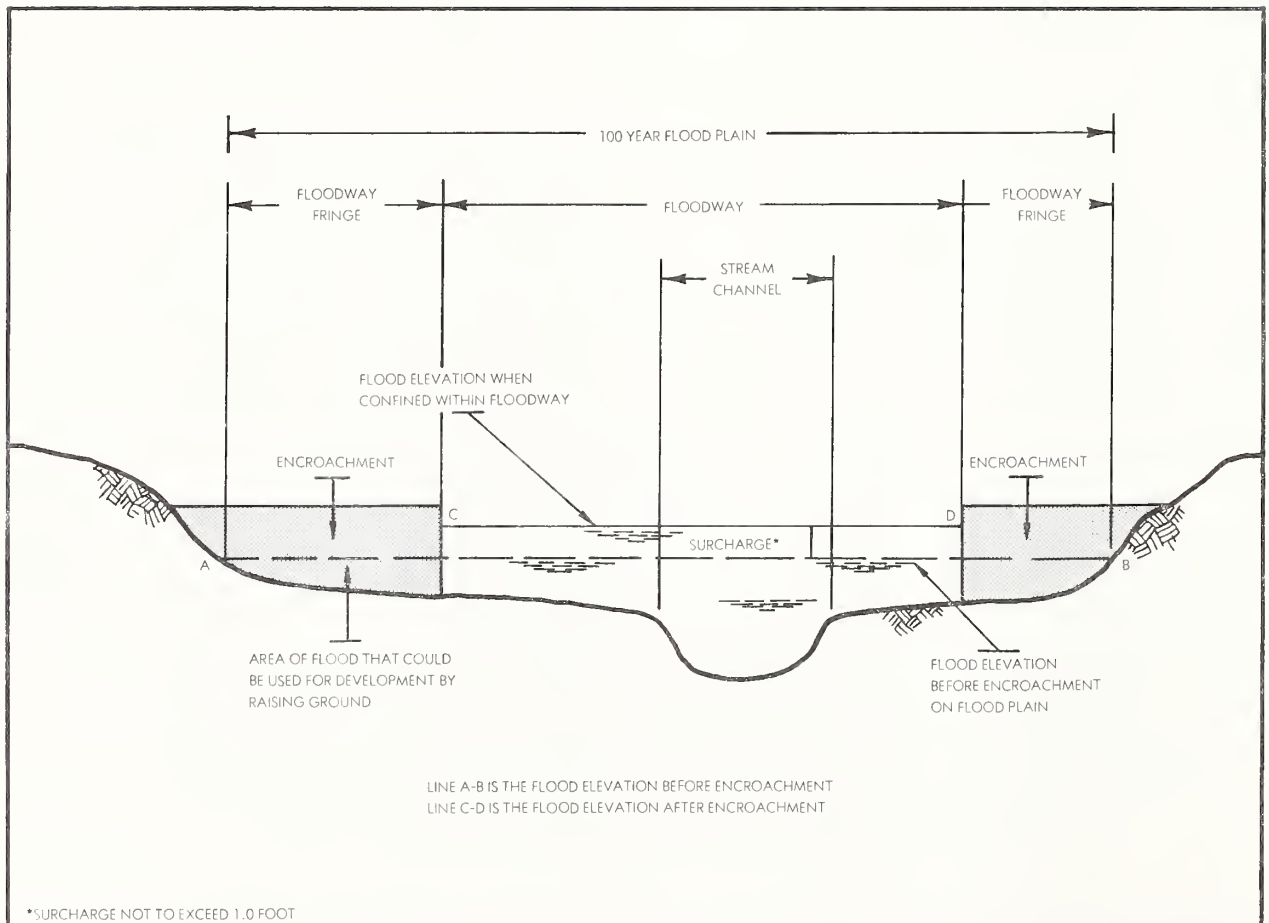 100 YEAR FLOOD PLAIN
FLOODWAY
FRINGE
FLOODWAY
FLOODWAY
FRINGE
STREAM
CHANNEL
FLOOD ELEVATION WHEN
CONFINED WITHIN FLOODWAY
ENCROACHMENT
ENCROACHMENT
C
D
SURCHARGE*
A
B
AREA OF FLOOD THAT COULD
BE USED FOR DEVELOPMENT BY
RAISING GROUND
FLOOD ELEVATION
BEFORE ENCROACHMENT
ON FLOOD PLAIN
LINE A-B IS THE FLOOD ELEVATION BEFORE ENCROACHMENT
LINE C-D IS THE FLOOD ELEVATION AFTER ENCROACHMENT
*SURCHARGE NOT TO EXCEED 1.0 FOOT